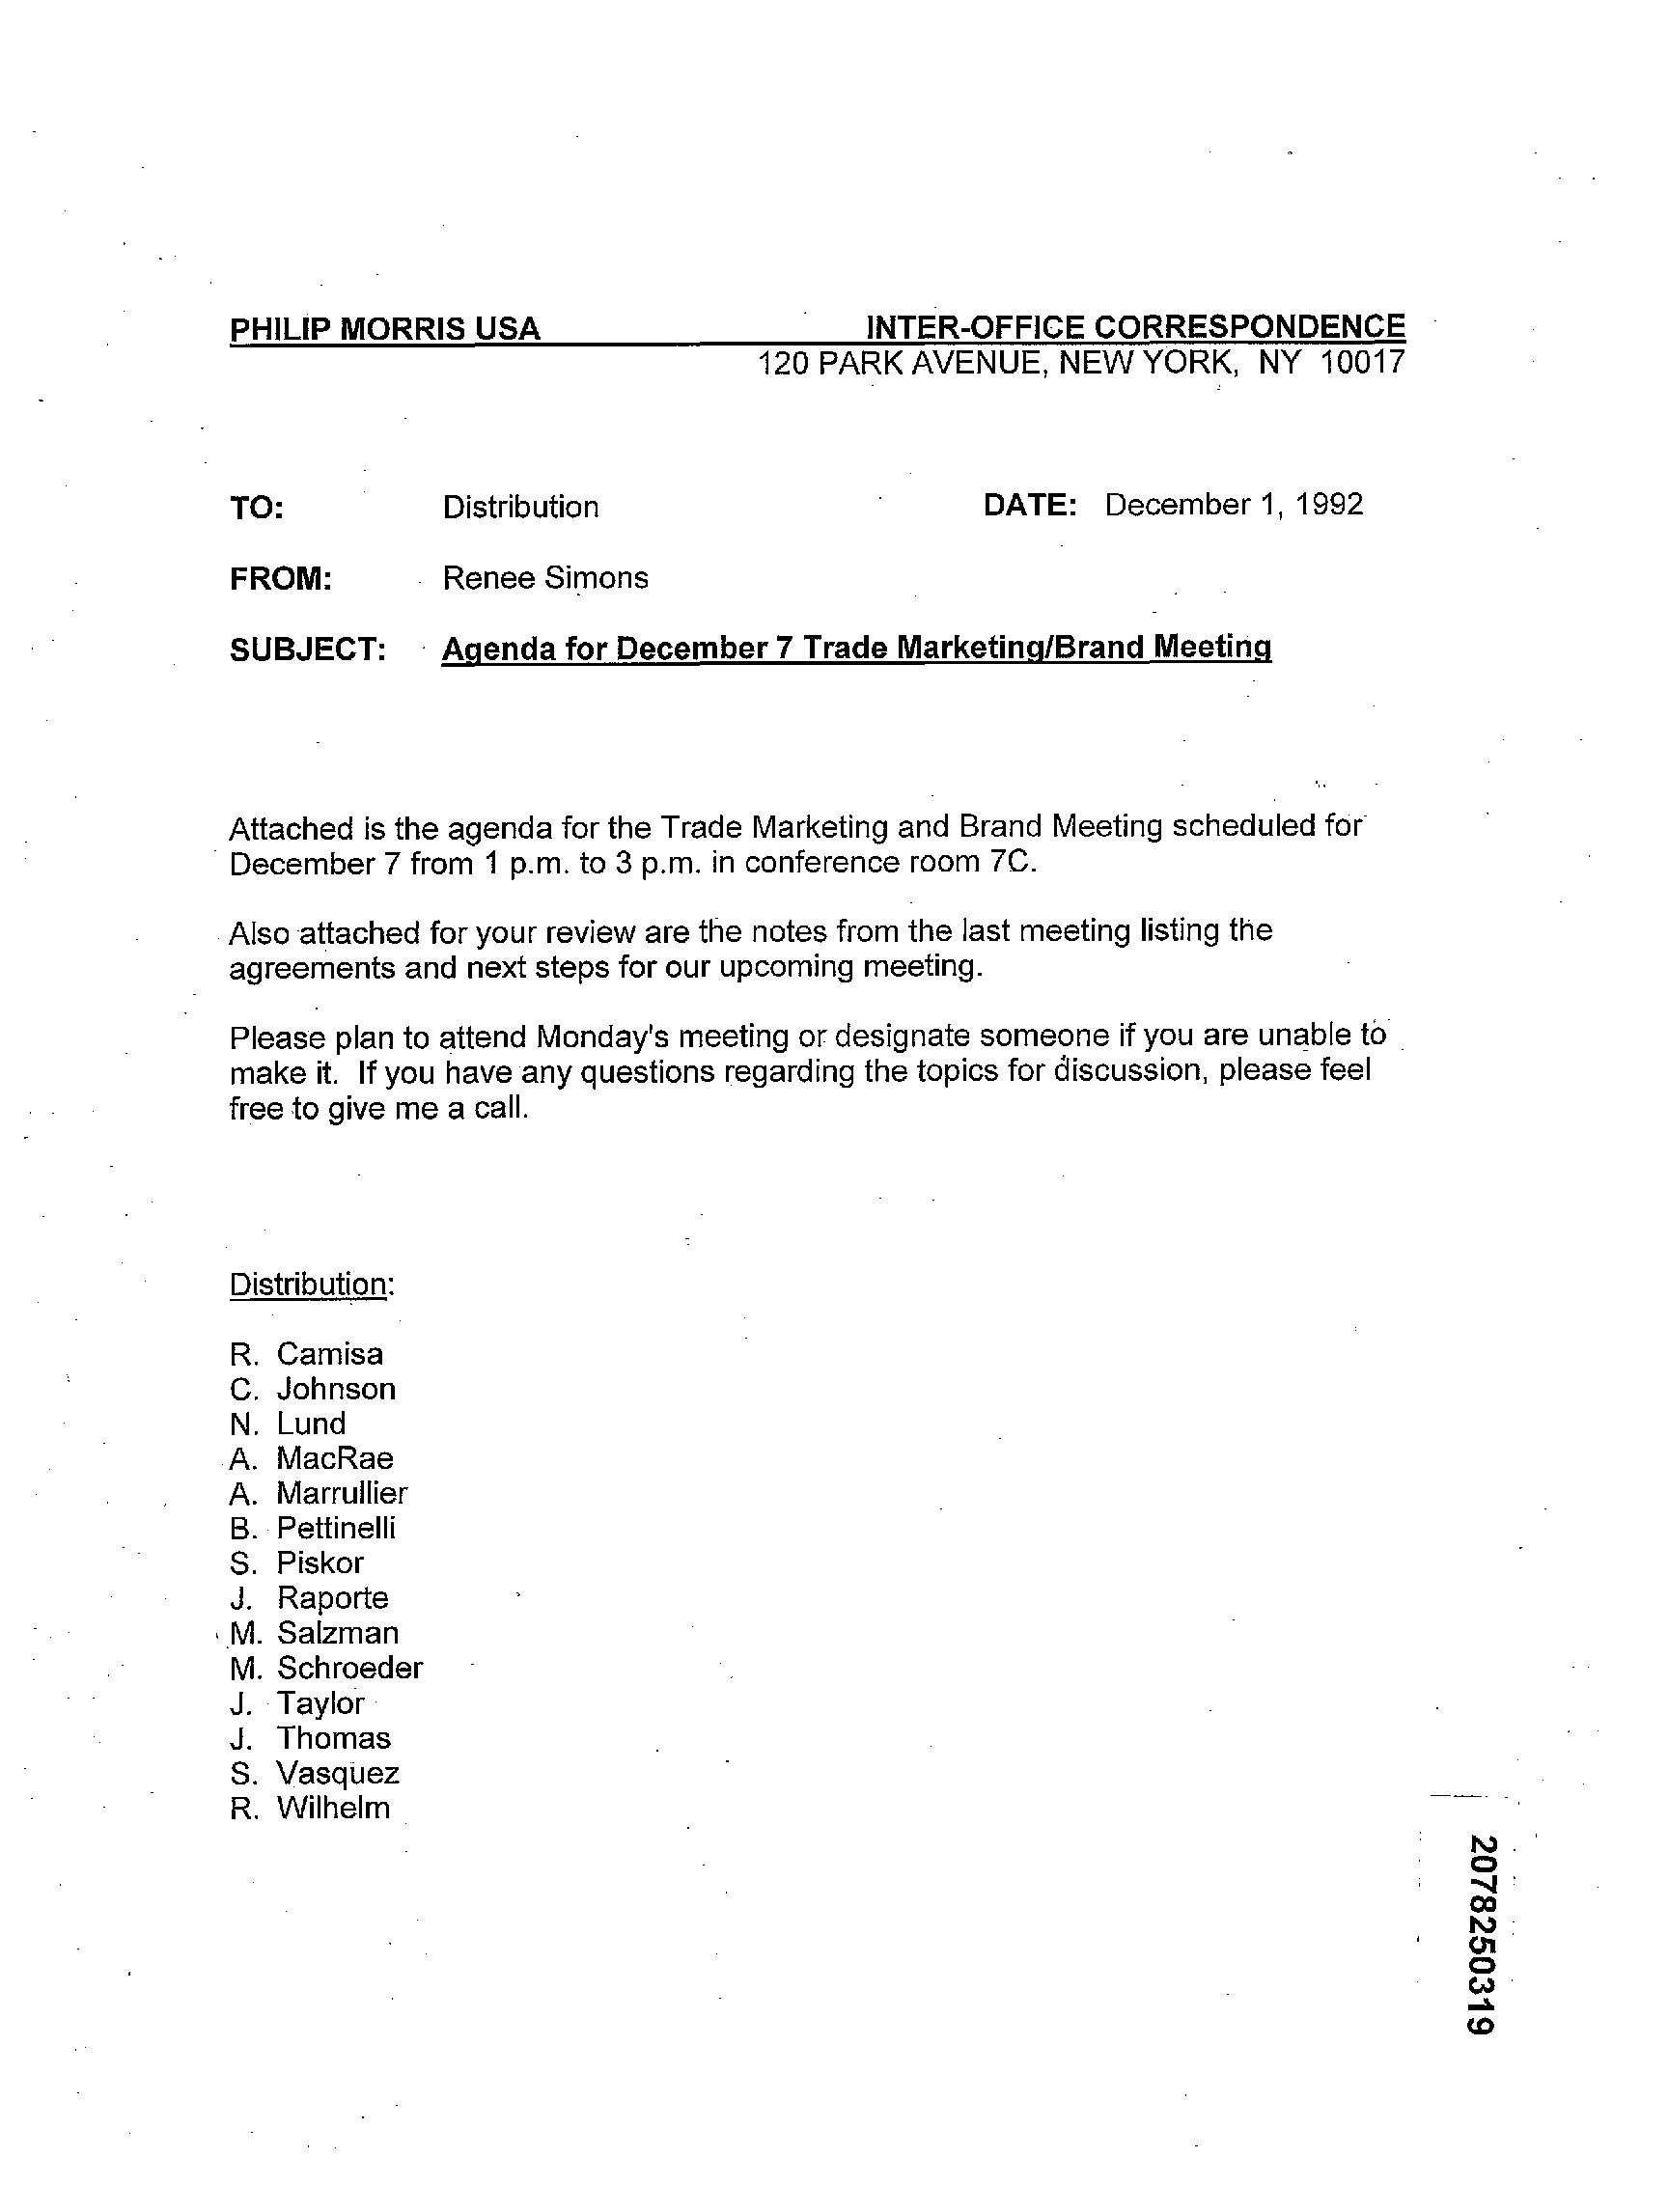 PHILIP MORRIS USA INTER-OFFICE CORRESPONDENCE
120 PARK AVENUE, NEW YORK, NY 10017
TO: Distribution DATE: December 1, 1992
FROM: Renee Simons
SUBJECT: Agenda for December 7 Trade Marketing/Brand Meeting
Attached is the agenda for the Trade Marketing and Brand Meeting scheduled for
December 7 from 1 p.m. to 3 p.m. in conference room 7C.
Also attached for your review are the notes from the last meeting listing the
agreements and next steps for our upcoming meeting.
Please plan to attend Monday's meeting or designate someone if you are unable to
make it. If you have any questions regarding the topics for discussion, please feel
free to give me a call.
Distribution:
R. Camisa
C. Johnson
N. Lund
A. MacRae
A. Marrullier
B. Pettinelli
S. Piskor
J. Raporte
M. Salzman
M. Schroeder
J. Taylor
J. Thomas
S. Vasquez
R. Wilhelm
2078250319